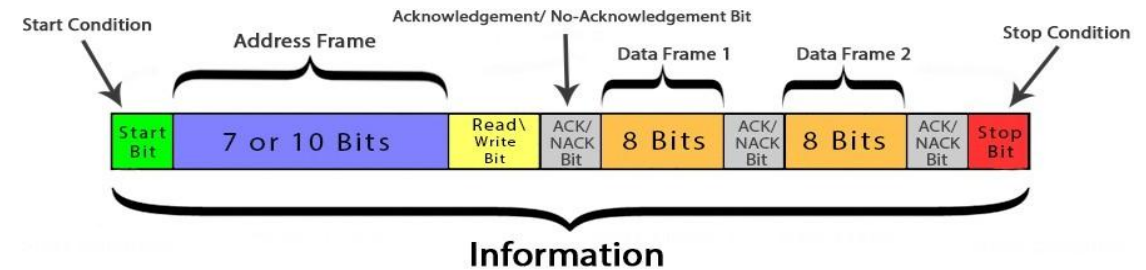 Acknowledgement/ No-Acknowledgement Bit
Start Condition
Address Frame
Data Frame 1
Data Frame 2
Stop Condition
Start
Bit
7 or 10 Bits
Read\
Write
Bit
ACK/
NACK
Bit
8 Bits
ACK/
NACK
Bit
8 Bits
ACK/
NACK
Bit
Stop
Bit
Information